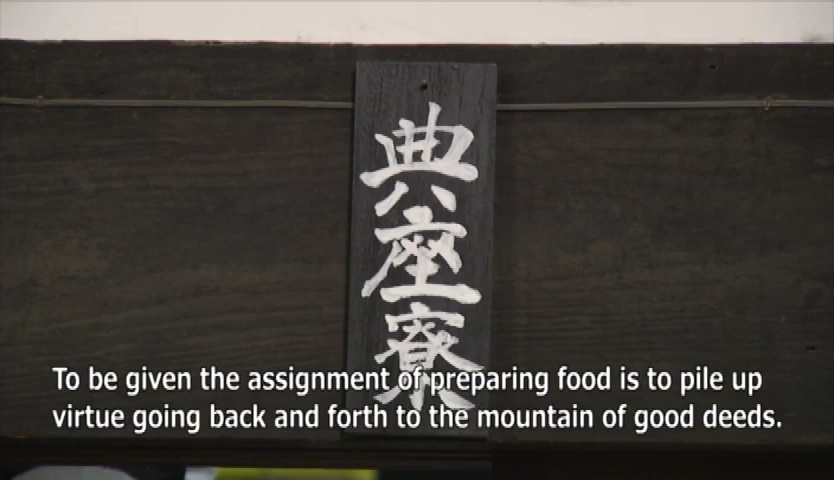 典座寮
To be given the assignment of preparing food is to pile up
virtue going back and forth to the mountain of good deeds.